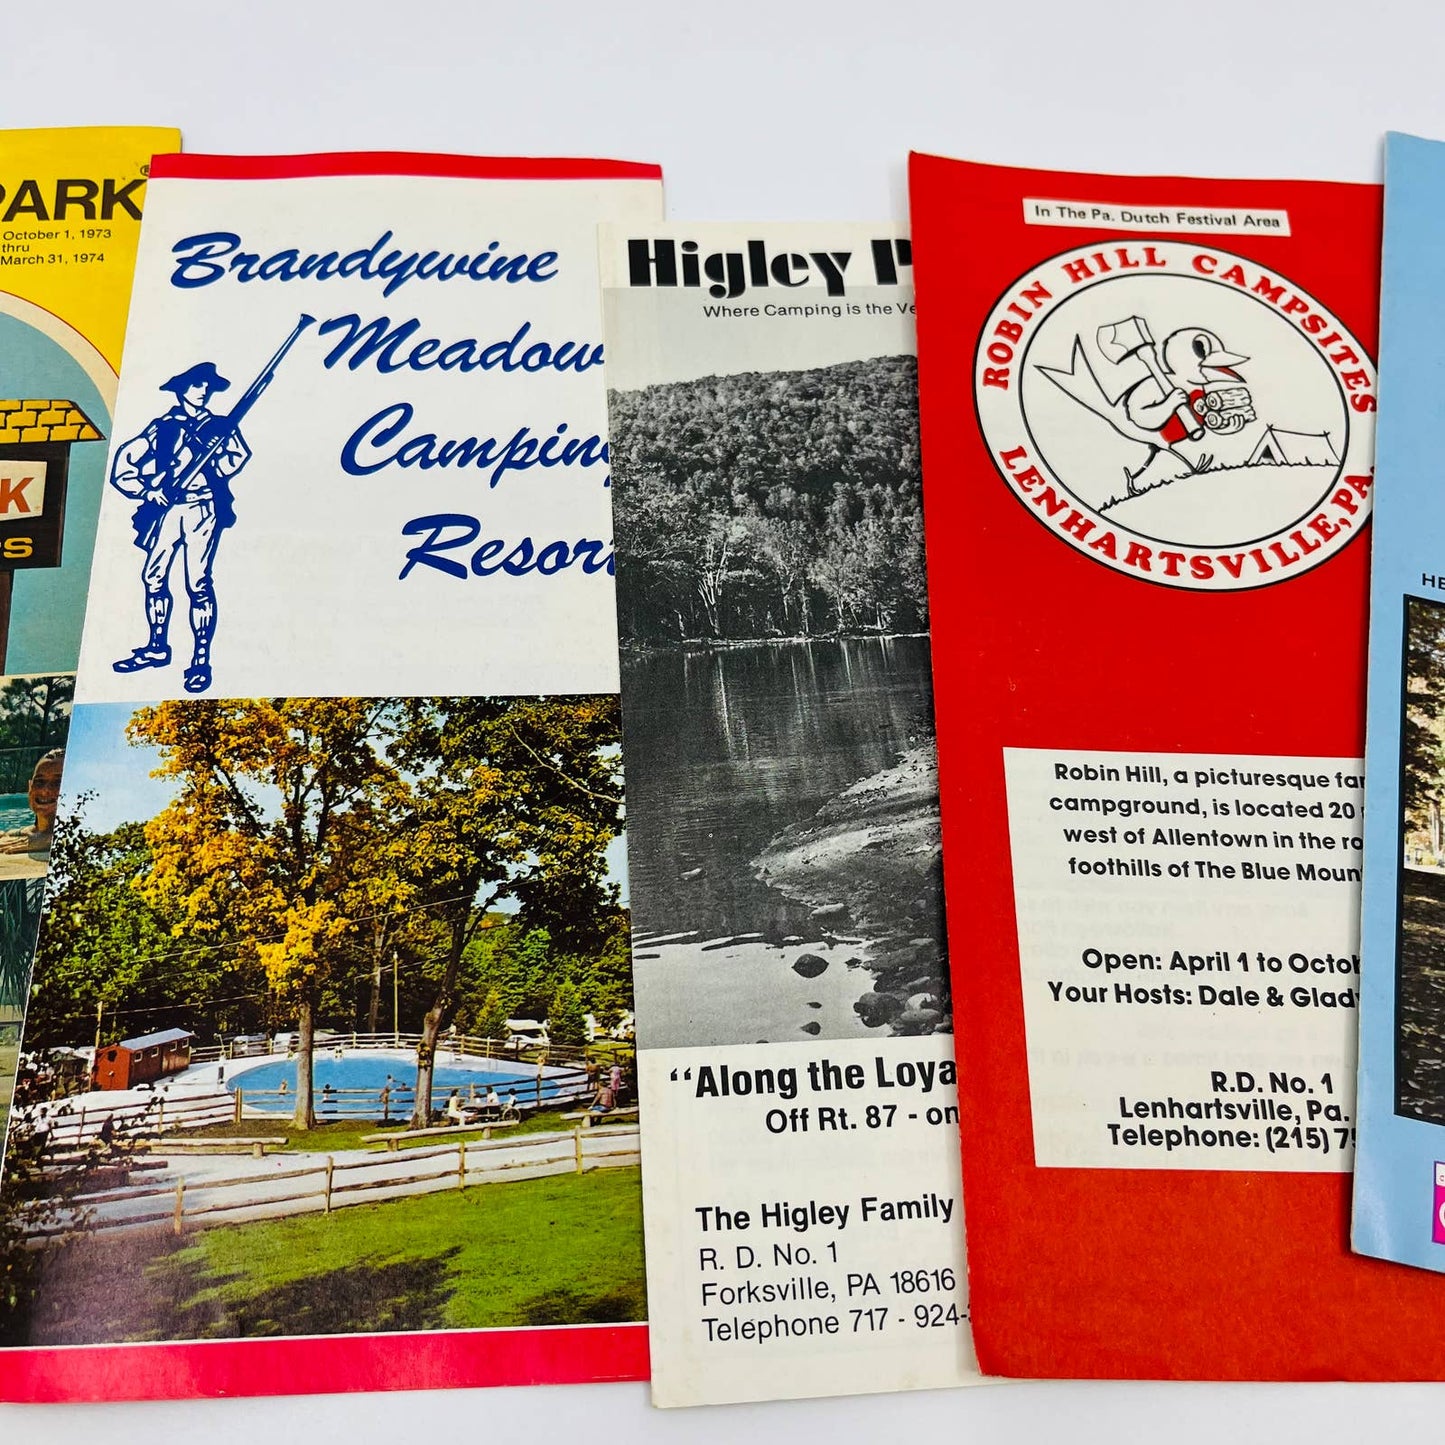 PARK®
October 1, 1973
thru
March 31, 1974
K
Brandywine
Meadow
Camping
Resort
Higley P
Where Camping is the Ve
"Along the Loya
Off Rt. 87 - on
The Higley Family
R. D. No. 1
Forksville, PA 18616
Telephone 717 - 924-
In The Pa. Dutch Festival Area
ROBIN HILL CAMPSITES
LENHARTSVILLE, PA.
Robin Hill, a picturesque far
campground, is located 20
west of Allentown in the ro
foothills of The Blue Moun
Open: April 1 to Octob
Your Hosts: Dale & Glad
R.D. No. 1
Lenhartsville, Pa.
Telephone: (215) 7
HE